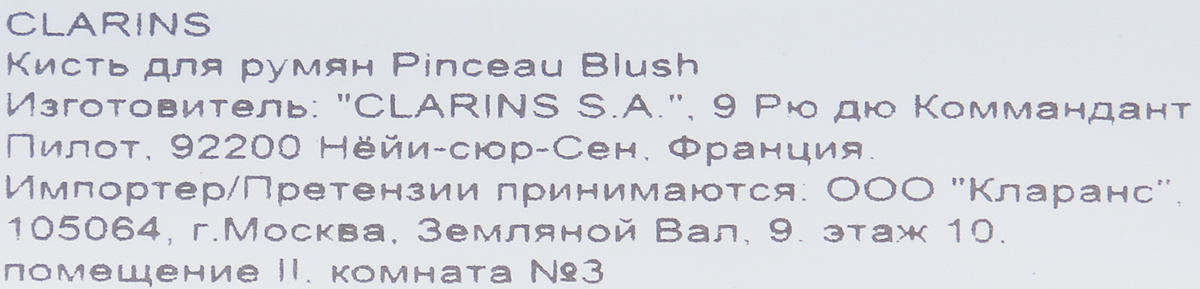 CLARINS
Кисть для румян Pinceau Blush
Изготовитель: "CLARINS S.A.", 9 Рю дю Коммандант
Пилот, 92200 Нёйи-сюр-Сен, Франция.
Импортер/Претензии принимаются: ООО "Кларанс",
105064, г.Москва, Земляной Вал, 9. этаж 10.
помещение II. комната №3